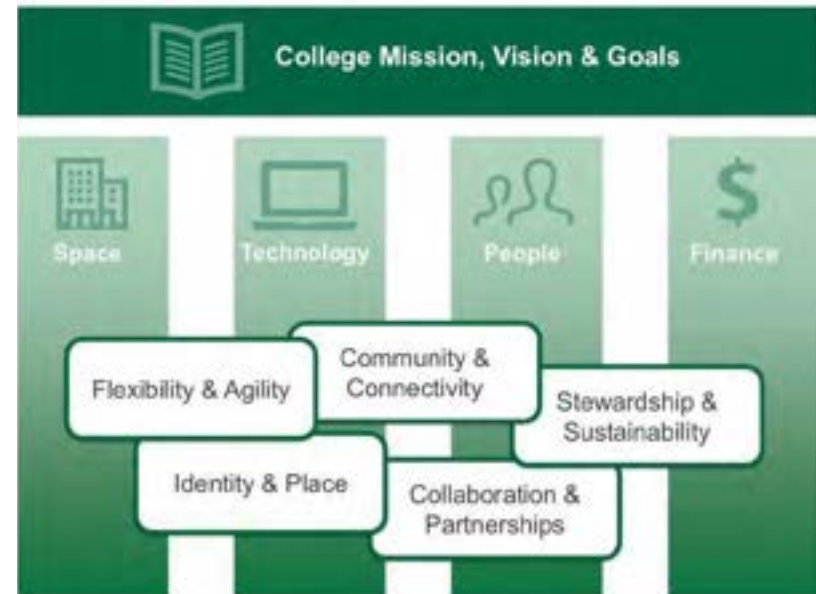 College Mission, Vision & Goals
Space
Technology
People
Finance
Flexibility & Agility
Community &
Connectivity
Stewardship &
Sustainability
Identity & Place
Collaboration &
Partnerships